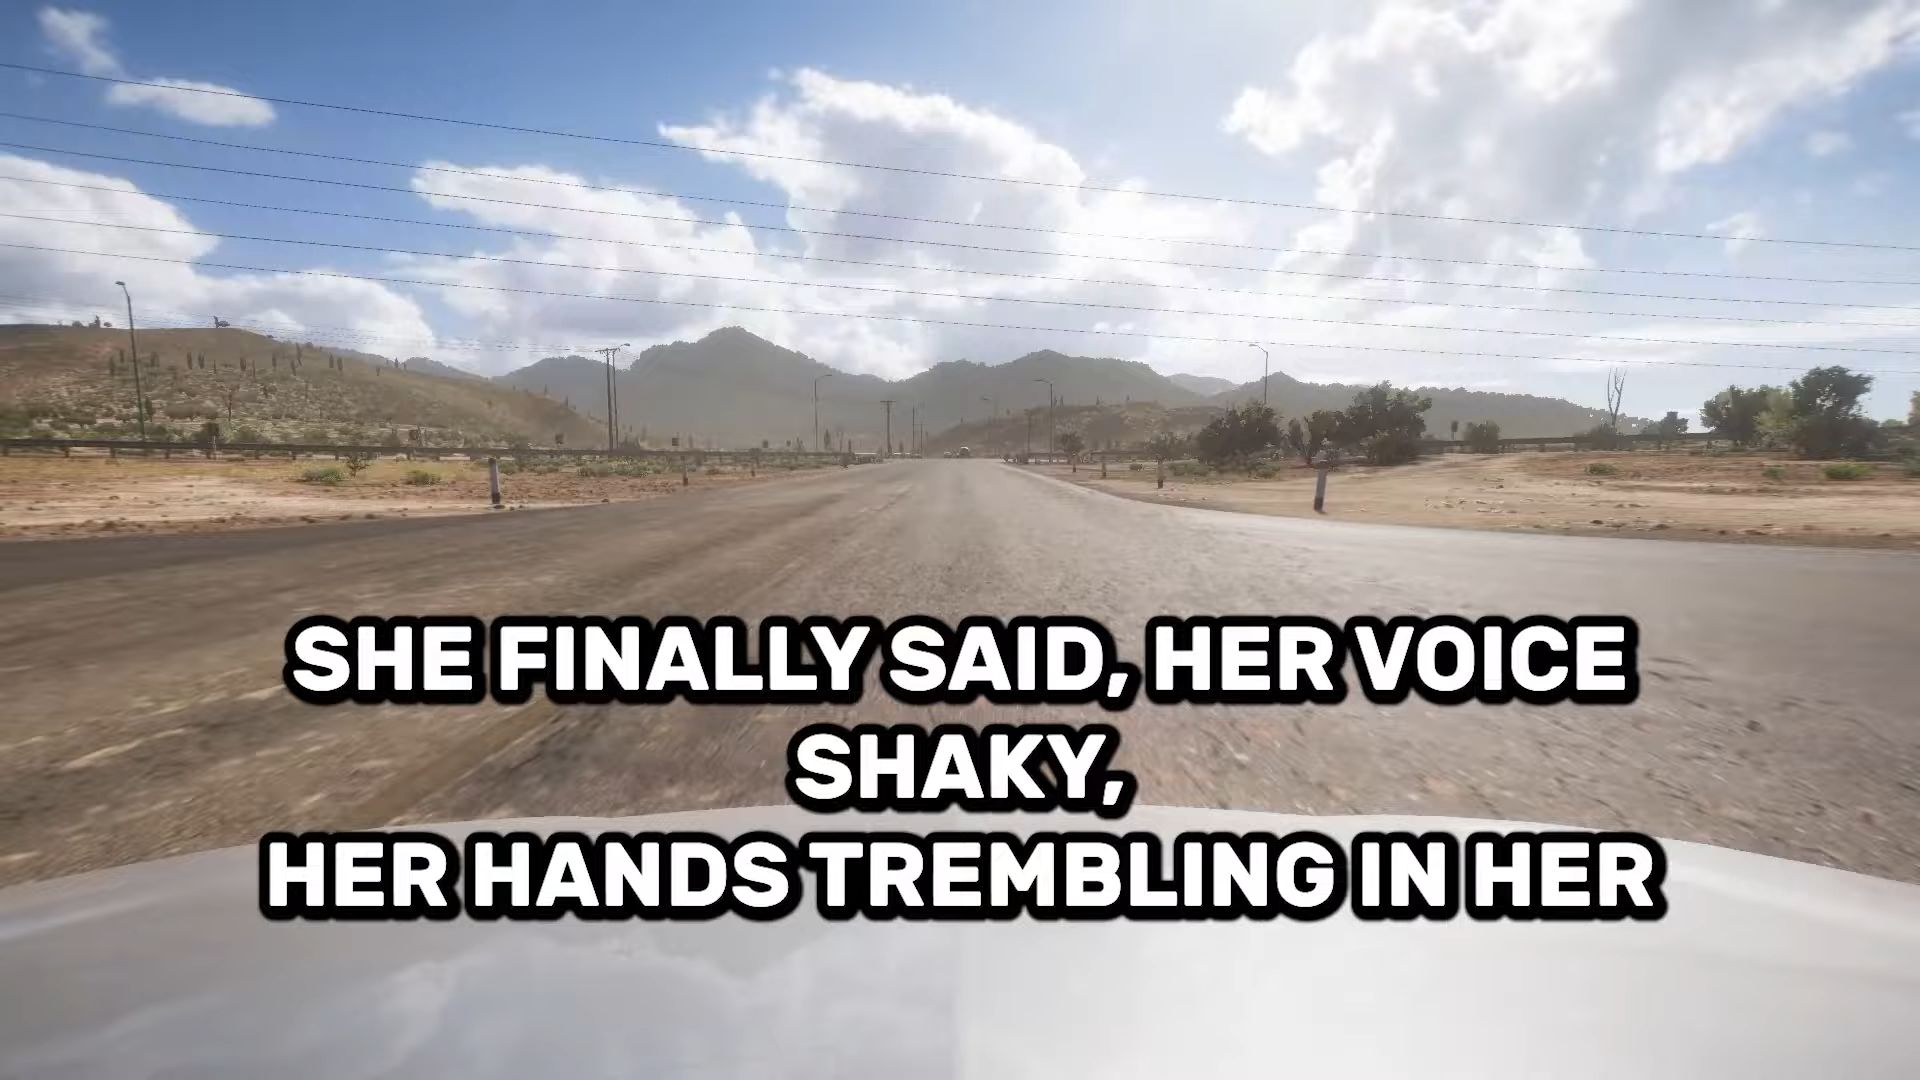 SHE FINALLY SAID, HER VOICE
SHAKY,
HER HANDS TREMBLING IN HER